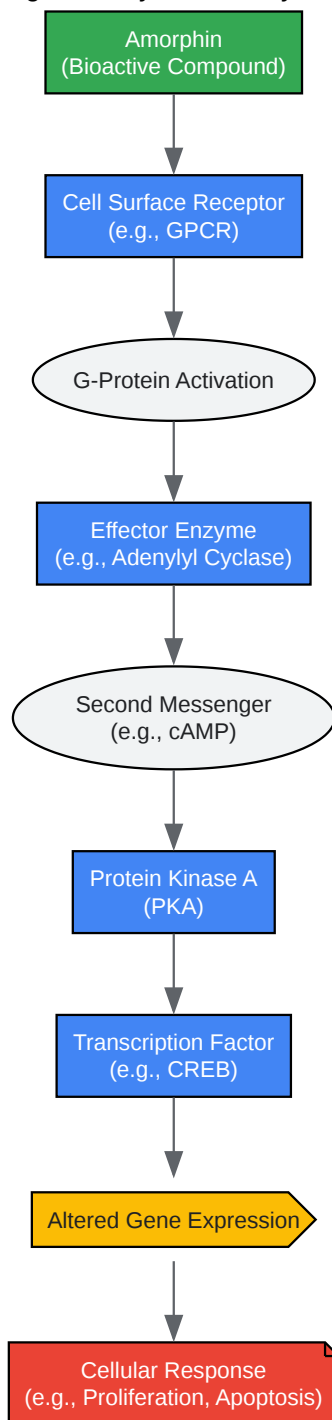 Amorphin
(Bioactive Compound)
Cell Surface Receptor
(e.g., GPCR)
G-Protein Activation
Effector Enzyme
(e.g., Adenylyl Cyclase)
Second Messenger
(e.g., cAMP)
Protein Kinase A
(PKA)
Transcription Factor
(e.g., CREB)
Altered Gene Expression
Cellular Response
(e.g., Proliferation, Apoptosis)